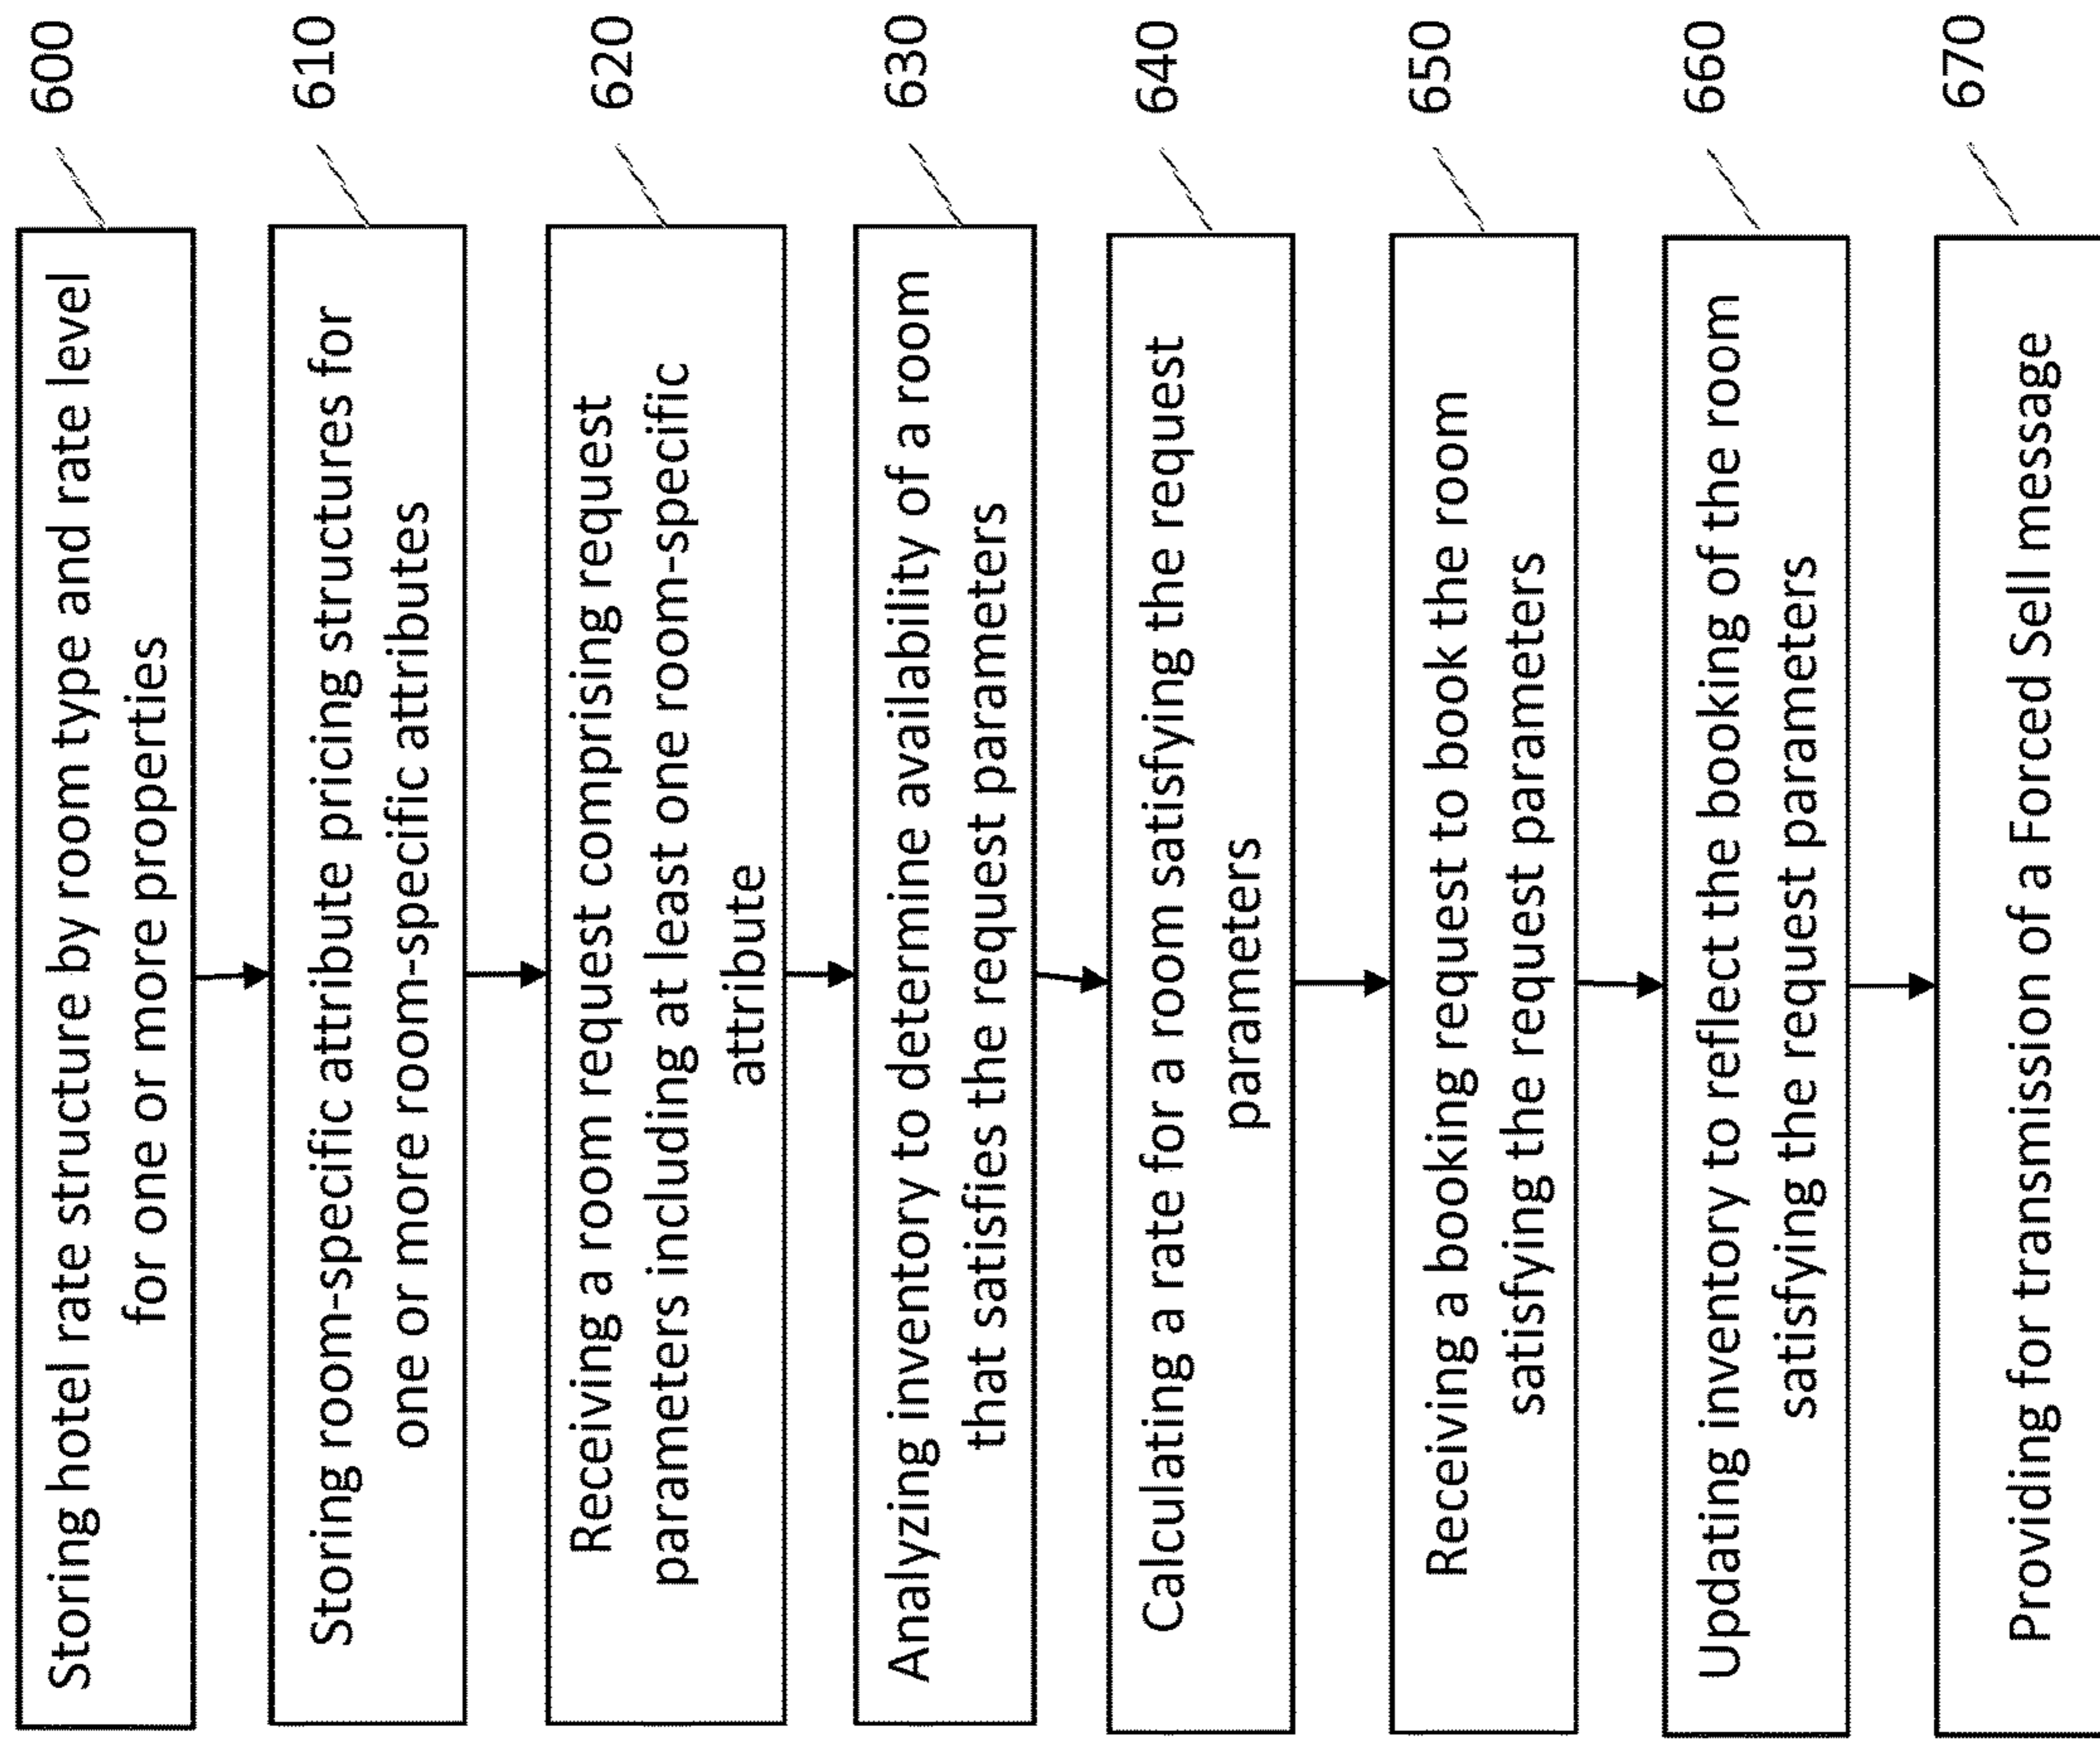 Storing hotel rate structure by room type and rate level
for one or more properties
600
Storing room-specific attribute pricing structures for
one or more room-specific attributes
610
Receiving a room request comprising request
parameters including at least one room-specific
attribute
620
Analyzing inventory to determine availability of a room
that satisfies the request parameters
630
Calculating a rate for a room satisfying the request
parameters
640
Receiving a booking request to book the room
satisfying the request parameters
650
Updating inventory to reflect the booking of the room
satisfying the request parameters
660
Providing for transmission of a Forced Sell message
670